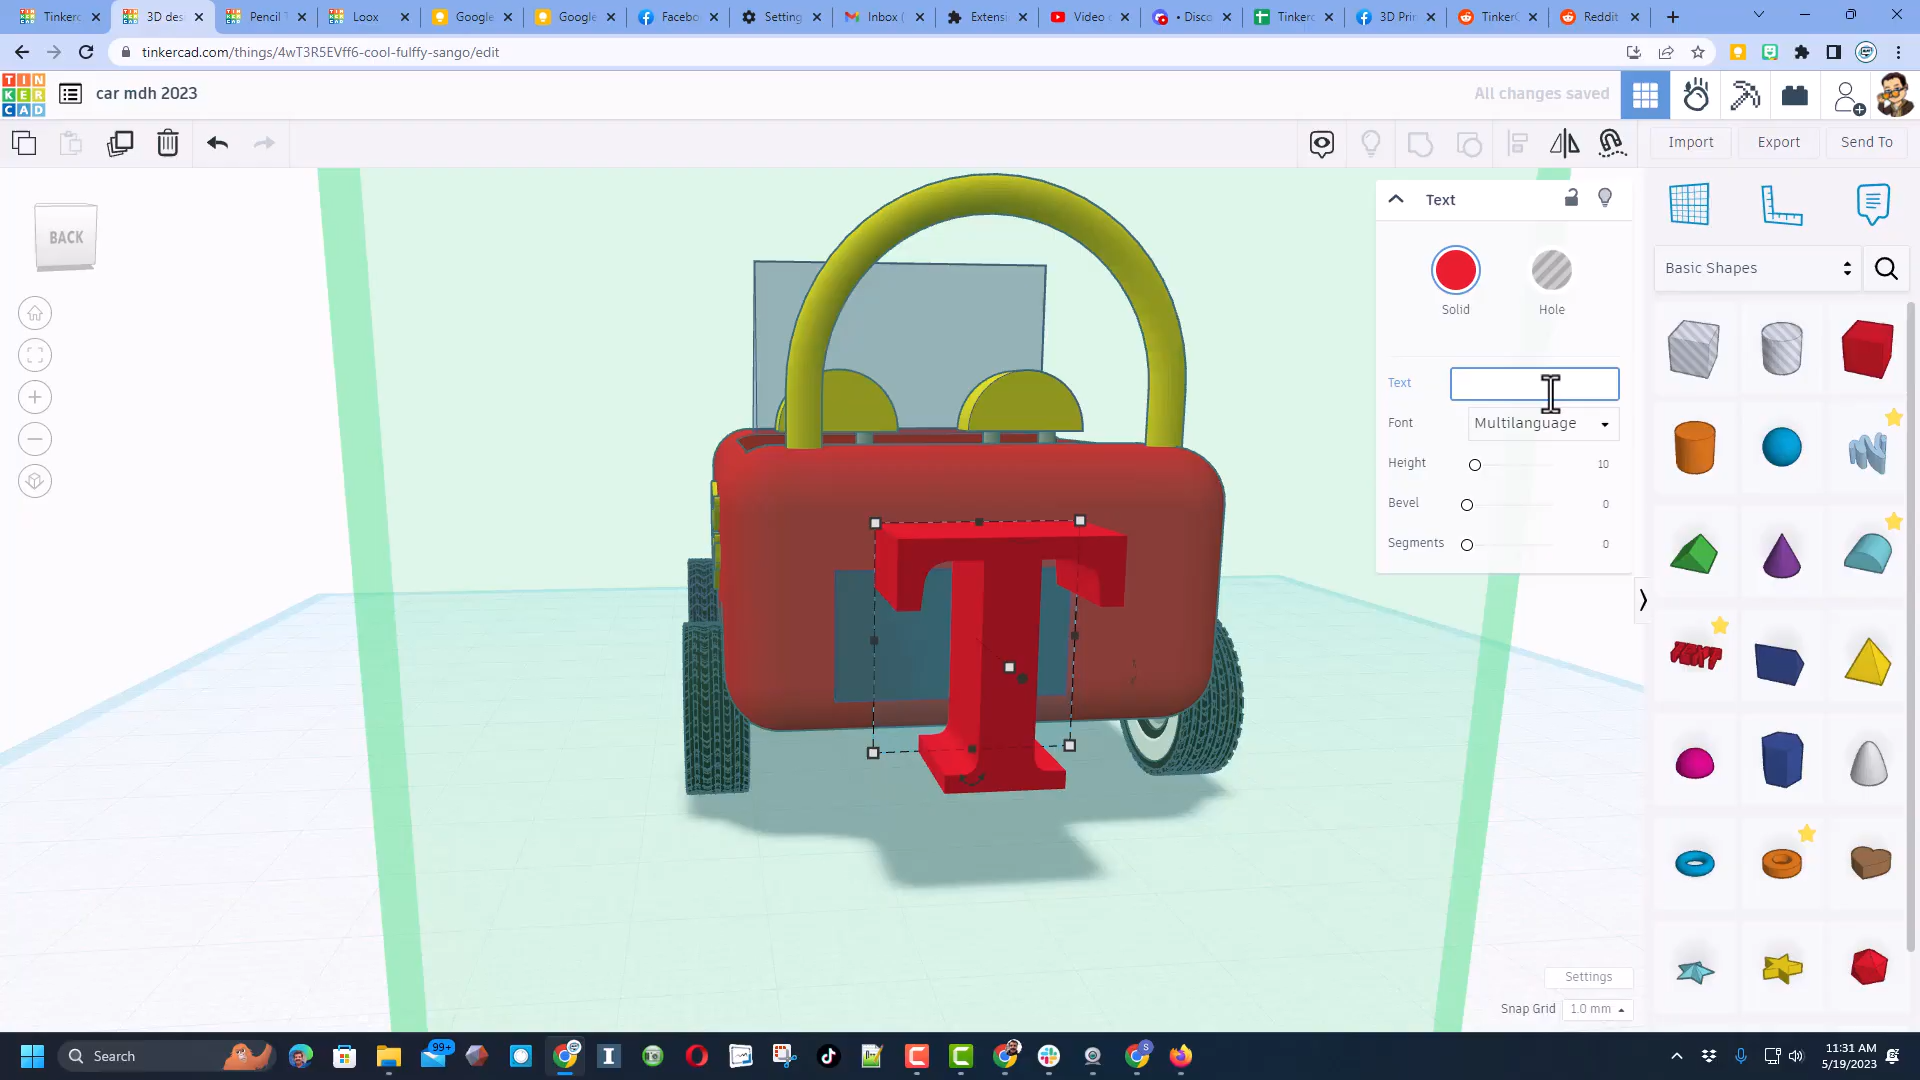 Tinkerc
3D des
Pencil T
Loox
Google
Google
Facebo
Setting
Inbox (
Extensi
Video c
• Disco
Tinkerc
3D Prin
TinkerC
Reddit
tinkercad.com/things/4wT3R5EVff6-cool-fulffy-sango/edit
TIN
KER
CAD
car mdh 2023
All changes saved
Import
Export
Send To
BACK
Text
Solid
Hole
Text
Font
Multilanguage
Height
10
Bevel
0
Segments
0
T
Basic Shapes
TEXT
Settings
Snap Grid
1.0 mm
Search
99+
S
11:31 AM
5/19/2023